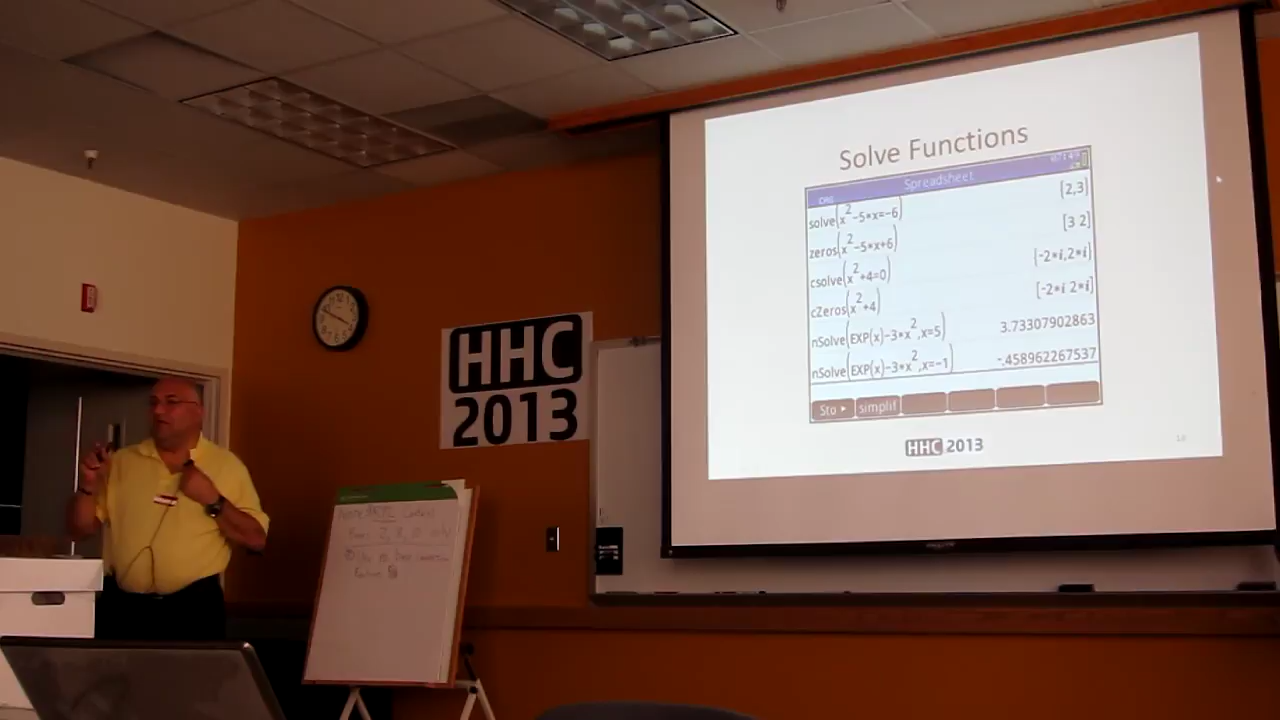 Solve Functions
CAS
Spreadsheet
solve(x²-5*x=-6)
{2,3}
zeros(x²-5*x+6)
[3 2]
csolve(x²+4=0)
{-2*i,2*i}
cZeros(x²+4)
[-2*i 2*i]
nSolve(EXP(x)-3*x²,x=5)
3.73307902863
nSolve(EXP(x)-3*x²,x=-1)
-.458962267537
Sto ▸
simplif
HHC 2013
HHC
2013